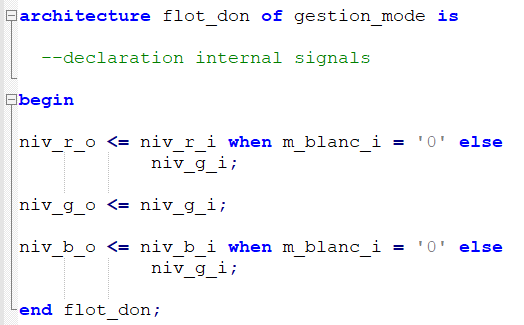 architecture flot_don of gestion_mode is
--declaration internal signals
begin
niv_r_o <= niv_r_i when m_blanc_i = '0' else
niv_g_i;
niv_g_o <= niv_g_i;
niv_b_o <= niv_b_i when m_blanc_i = '0' else
niv_g_i;
end flot_don;